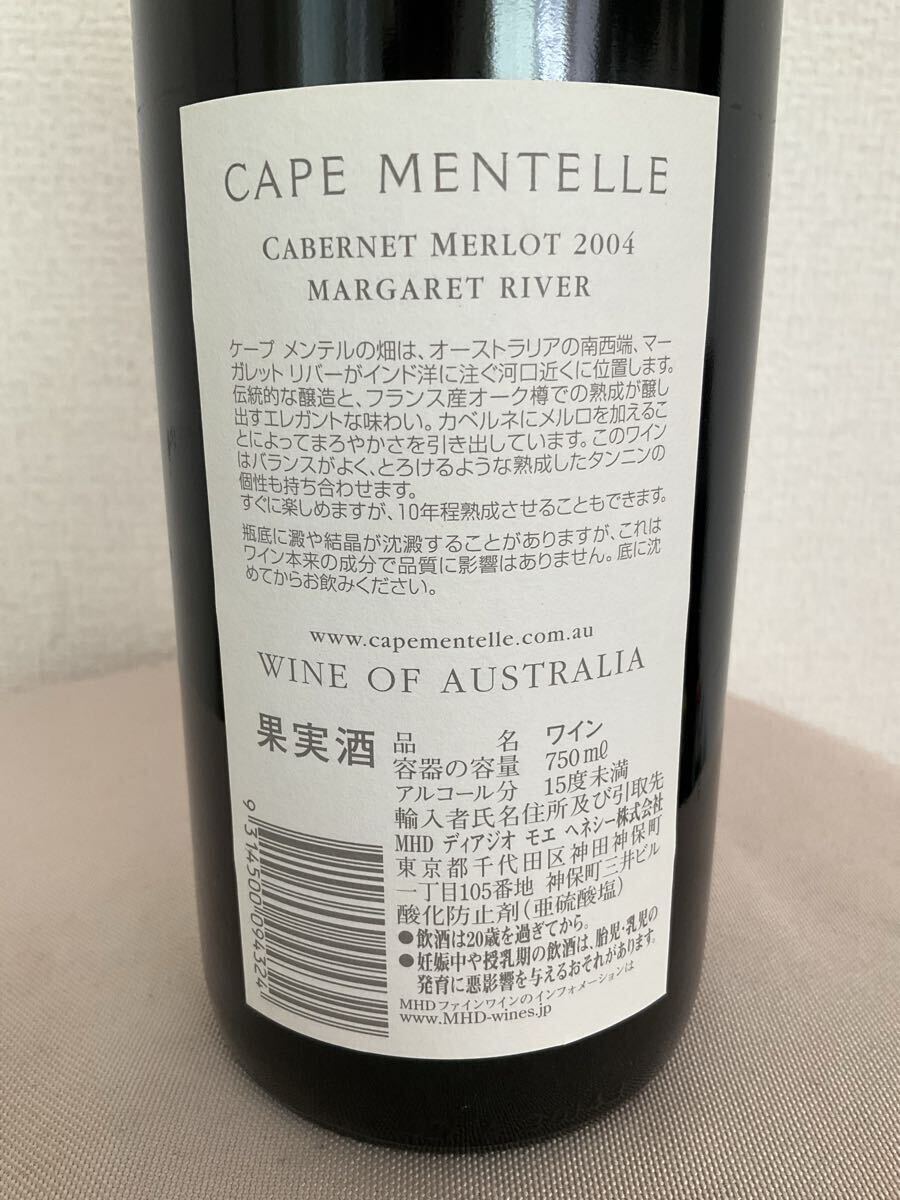 CAPE MENTELLE
CABERNET MERLOT 2004
MARGARET RIVER
ケープ メンテルの畑は、オーストラリアの南西端、マー
ガレット リバーがインド洋に注ぐ河口近くに位置します。
伝統的な醸造と、フランス産オーク樽での熟成が醸し
出すエレガントな味わい。カベルネにメルロを加えるこ
とによってまろやかさを引き出しています。このワイン
はバランスがよく、とろけるような熟成したタンニンの
個性も持ち合わせます。
すぐに楽しめますが、10年程熟成させることもできます。
瓶底に澱や結晶が沈澱することがありますが、これは
ワイン本来の成分で品質に影響はありません。底に沈
めてからお飲みください。
www.capementelle.com.au
WINE OF AUSTRALIA
果実酒
品 名 ワイン
容器の容量 750mℓ
アルコール分 15度未満
輸入者氏名住所及び引取先
MHD ディアジオ モエ ヘネシー株式会社
東京都千代田区神田神保町
一丁目105番地 神保町三井ビル
酸化防止剤(亜硫酸塩)
●飲酒は20歳を過ぎてから。
●妊娠中や授乳期の飲酒は、胎児・乳児の
発育に悪影響を与えるおそれがあります。
MHDファインワインのインフォメーションは
www.MHD-wines.jp
9 314500 094324